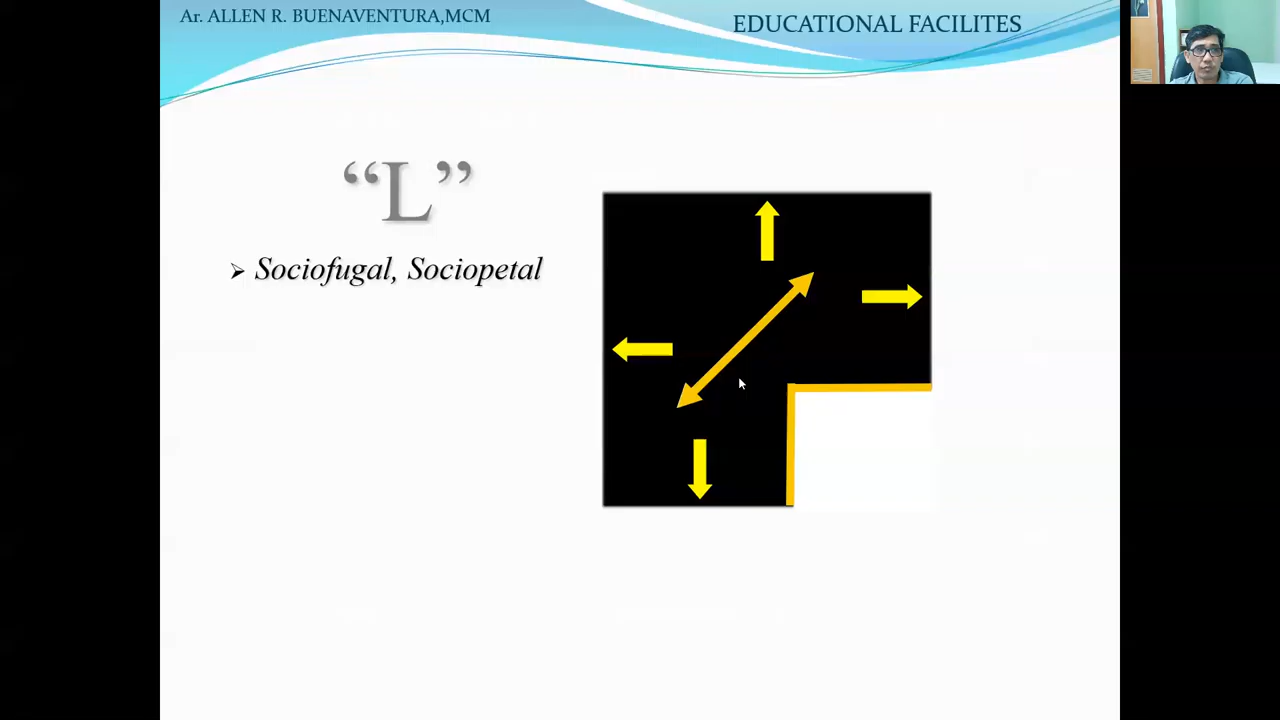 Ar. ALLEN R. BUENAVENTURA,MCM
EDUCATIONAL FACILITES
“L”
Sociofugal, Sociopetal